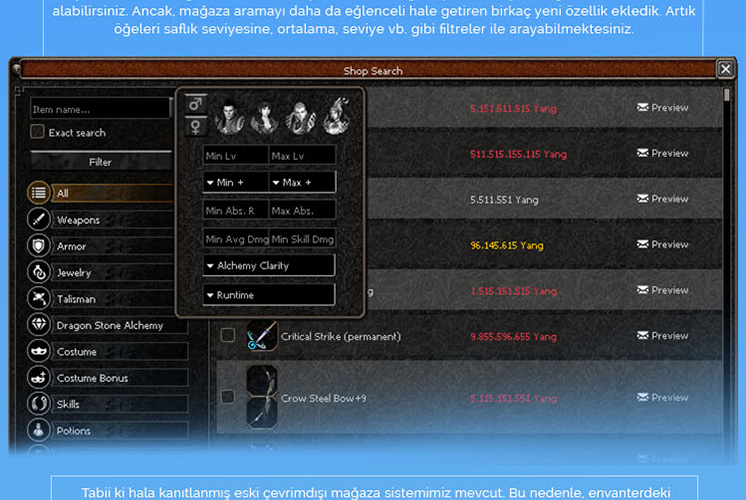 alabilirsiniz. Ancak, mağaza aramayı daha da eğlenceli hale getiren birkaç yeni özellik ekledik. Artık
öğeleri saflık seviyesine, ortalama, seviye vb. gibi filtreler ile arayabilmektesiniz.
Shop Search
Item name...
Exact search
Filter
All
Weapons
Armor
Jewelry
Talisman
Dragon Stone Alchemy
Costume
Costume Bonus
Skills
Potions
Min Lv Max Lv
Min + Max +
Min Abs. R Max Abs.
Min Avg Dmg Min Skill Dmg
Alchemy Clarity
Runtime
5.151.511.515 Yang Preview
511.515.155.115 Yang Preview
5.511.551 Yang Preview
96.145.615 Yang Preview
g 1.515.151.515 Yang Preview
Critical Strike (permanent) 9.855.596.655 Yang Preview
Crow Steel Bow+9 5.115.151.551 Yang Preview
Tabii ki hala kanıtlanmış eski çevrimdışı mağaza sistemimiz mevcut. Bu nedenle, envanterdeki